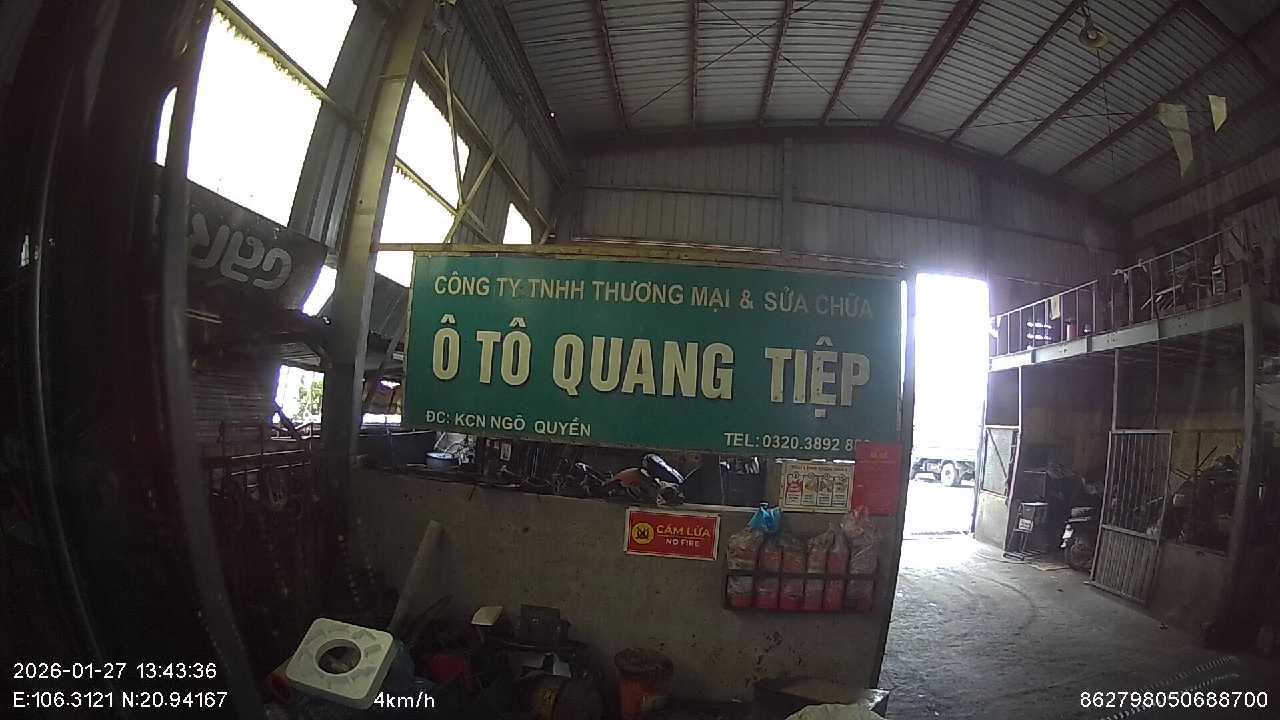 CÔNG TY TNHH THƯƠNG MẠI & SỬA CHỮA
Ô TÔ QUANG TIỆP
ĐC: KCN NGÔ QUYỀN
TEL: 0320.3892
CẤM LỬA
NO FIRE
2026-01-27 13:43:36
E:106.3121 N:20.94167
4km/h
862798050688700